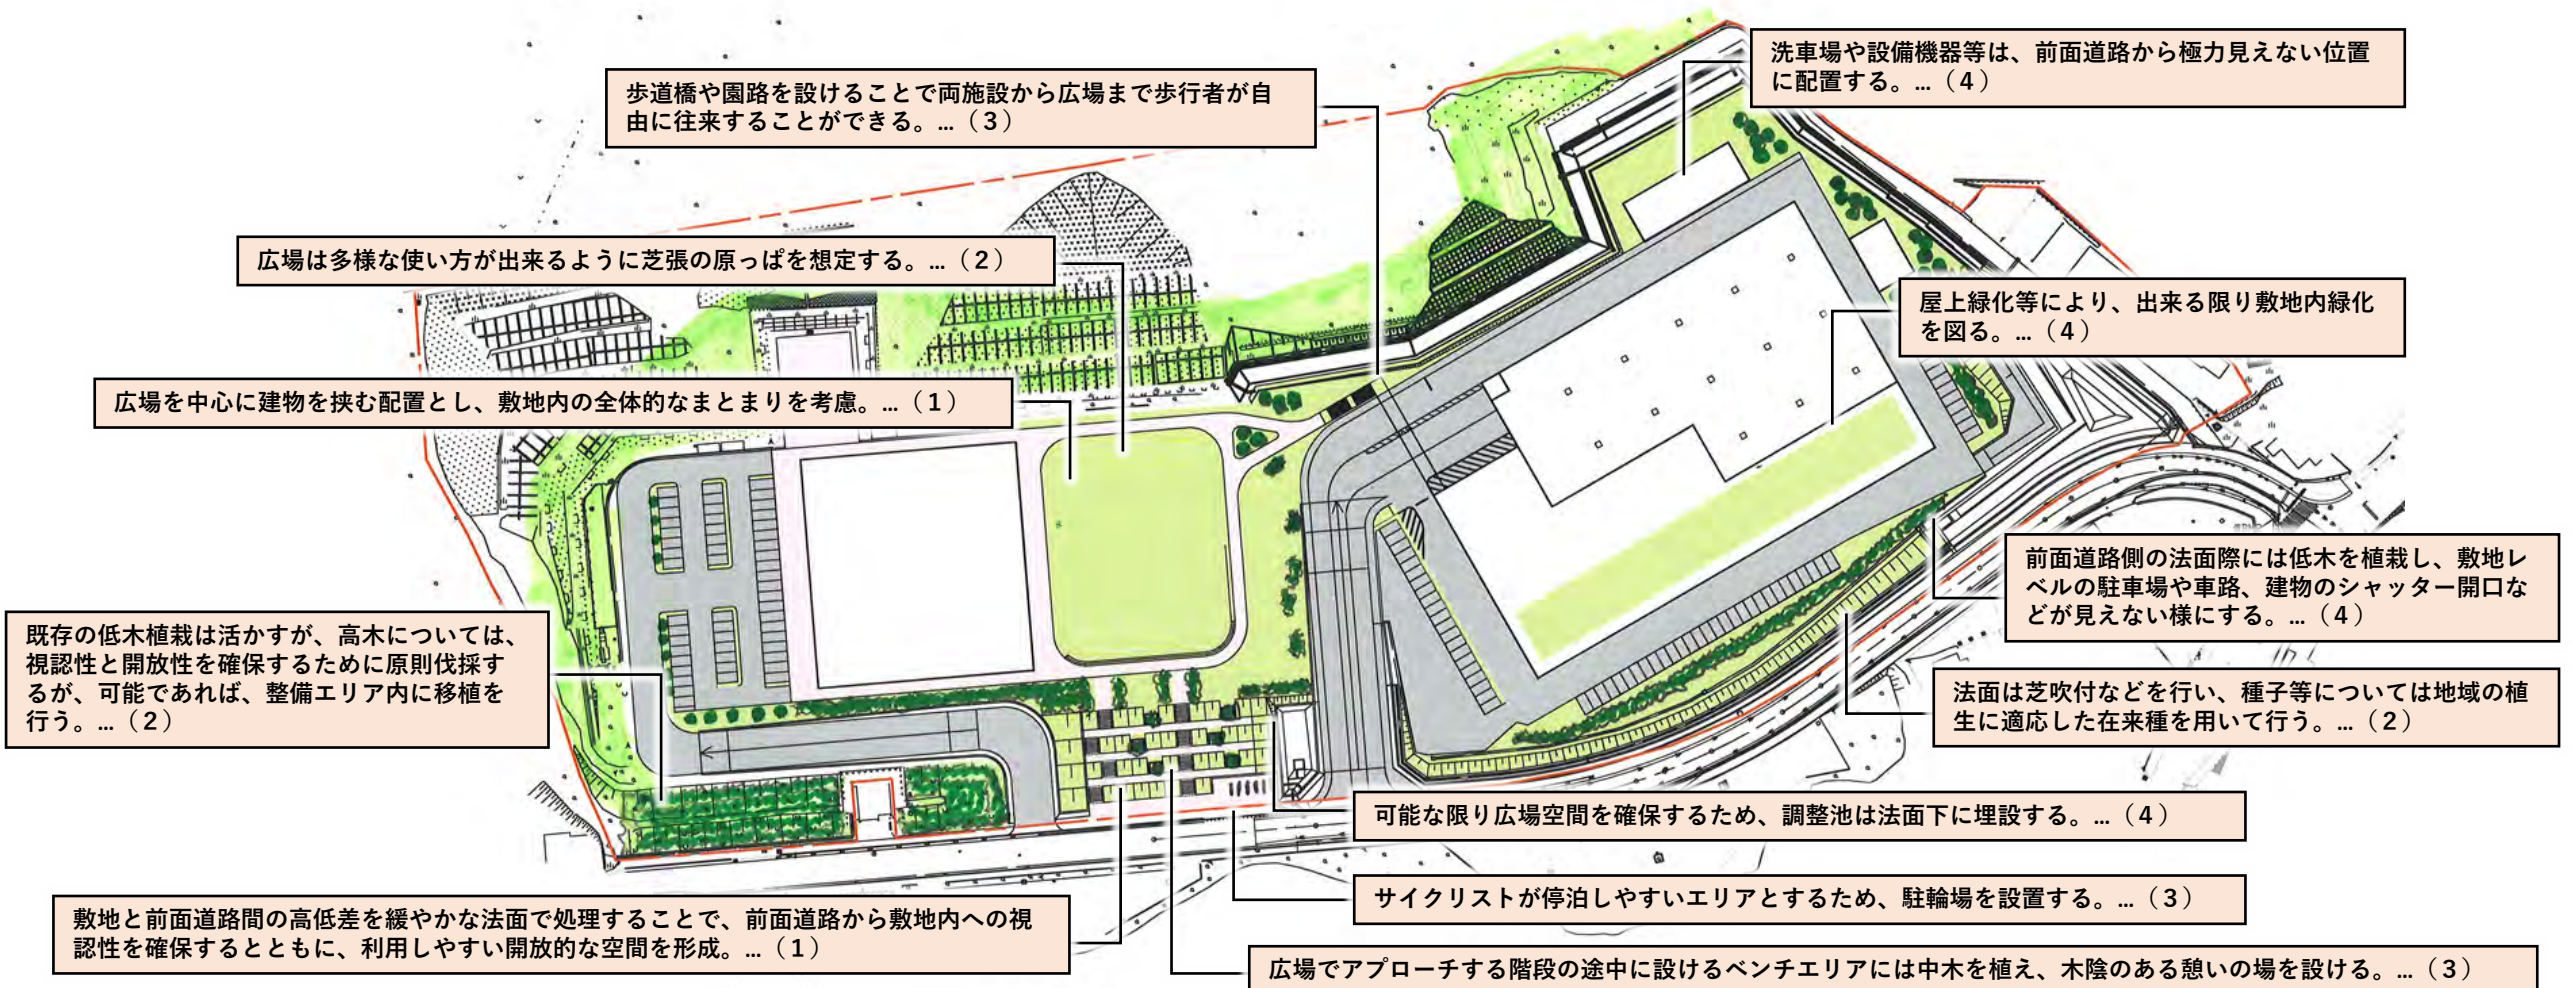 洗車場や設備機器等は、前面道路から極力見えない位置
に配置する。…（４）
歩道橋や園路を設けることで両施設から広場まで歩行者が自
由に往来することができる。…（３）
広場は多様な使い方が出来るように芝張の原っぱを想定する。…（２）
屋上緑化等により、出来る限り敷地内緑化
を図る。…（４）
広場を中心に建物を挟む配置とし、敷地内の全体的なまとまりを考慮。…（１）
前面道路側の法面際には低木を植栽し、敷地レ
ベルの駐車場や車路、建物のシャッター開口な
どが見えない様にする。…（４）
既存の低木植栽は活かすが、高木については、
視認性と開放性を確保するために原則伐採す
るが、可能であれば、整備エリア内に移植を
行う。…（２）
法面は芝吹付などを行い、種子等については地域の植
生に適応した在来種を用いて行う。…（２）
可能な限り広場空間を確保するため、調整池は法面下に埋設する。…（４）
サイクリストが停泊しやすいエリアとするため、駐輪場を設置する。…（３）
敷地と前面道路間の高低差を緩やかな法面で処理することで、前面道路から敷地内への視
認性を確保するとともに、利用しやすい開放的な空間を形成。…（１）
広場でアプローチする階段の途中に設けるベンチエリアには中木を植え、木陰のある憩いの場を設ける。…（３）